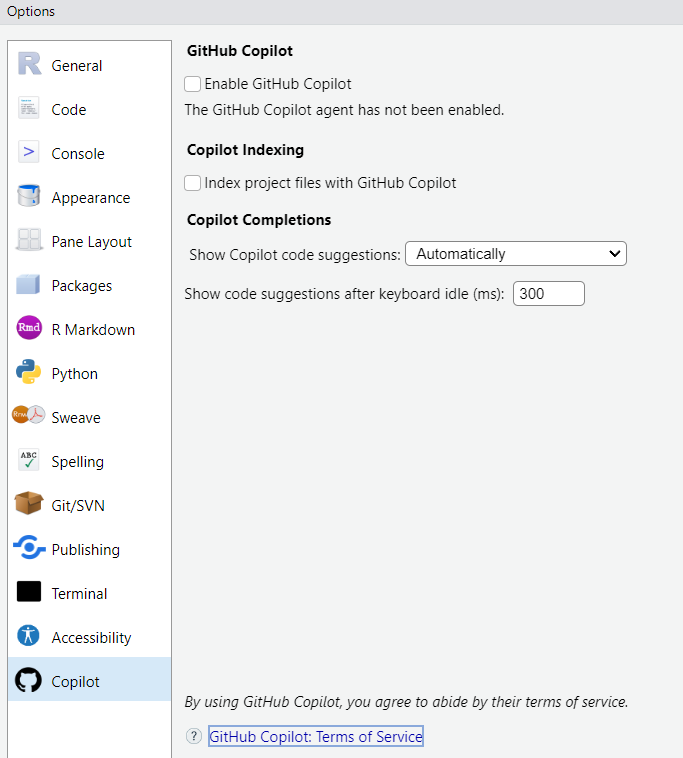 Options
General
Code
Console
Appearance
Pane Layout
Packages
Rmd R Markdown
Python
Rnw Sweave
ABC Spelling
Git/SVN
Publishing
Terminal
Accessibility
Copilot
GitHub Copilot
Enable GitHub Copilot
The GitHub Copilot agent has not been enabled.
Copilot Indexing
Index project files with GitHub Copilot
Copilot Completions
Show Copilot code suggestions: Automatically
Show code suggestions after keyboard idle (ms): 300
By using GitHub Copilot, you agree to abide by their terms of service.
? GitHub Copilot: Terms of Service